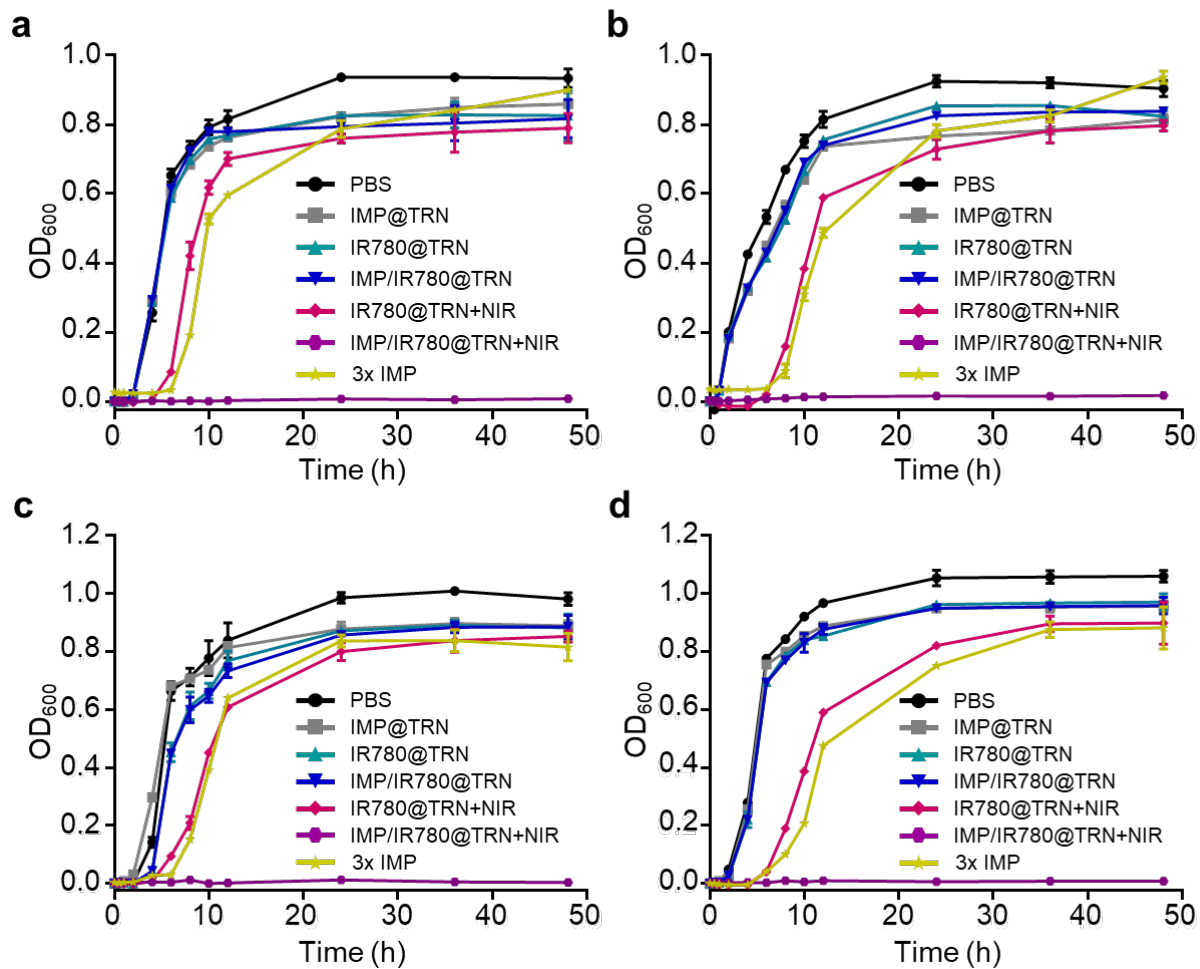 a
1.0
0.8
0.6
0.4
0.2
0.0
OD600
PBS
IMP@TRN
IR780@TRN
IMP/IR780@TRN
IR780@TRN+NIR
IMP/IR780@TRN+NIR
3x IMP
0 10 20 30 40 50
Time (h)
b
1.0
0.8
0.6
0.4
0.2
0.0
OD600
PBS
IMP@TRN
IR780@TRN
IMP/IR780@TRN
IR780@TRN+NIR
IMP/IR780@TRN+NIR
3x IMP
0 10 20 30 40 50
Time (h)
c
1.2
1.0
0.8
0.6
0.4
0.2
0.0
OD600
PBS
IMP@TRN
IR780@TRN
IMP/IR780@TRN
IR780@TRN+NIR
IMP/IR780@TRN+NIR
3x IMP
0 10 20 30 40 50
Time (h)
d
1.2
1.0
0.8
0.6
0.4
0.2
0.0
OD600
PBS
IMP@TRN
IR780@TRN
IMP/IR780@TRN
IR780@TRN+NIR
IMP/IR780@TRN+NIR
3x IMP
0 10 20 30 40 50
Time (h)